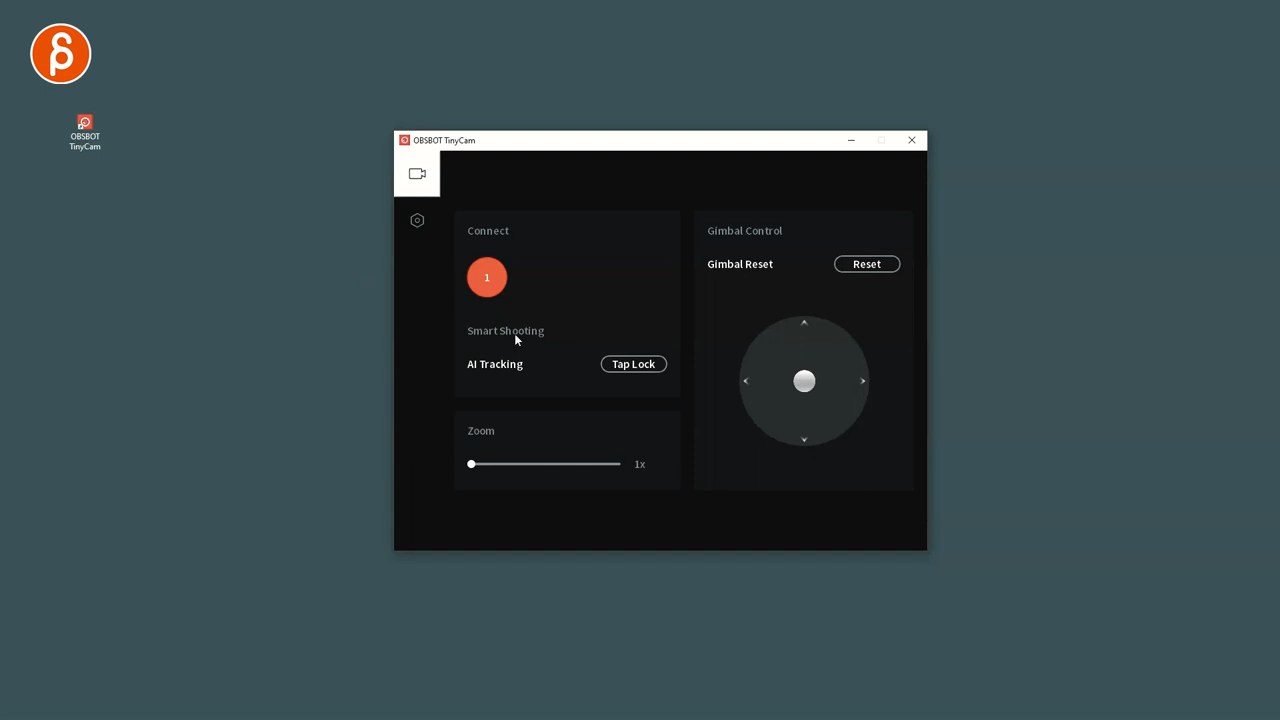 OBSBOT
TinyCam
OBSBOT TinyCam
Connect
1
Smart Shooting
AI Tracking
Tap Lock
Zoom
1x
Gimbal Control
Gimbal Reset
Reset